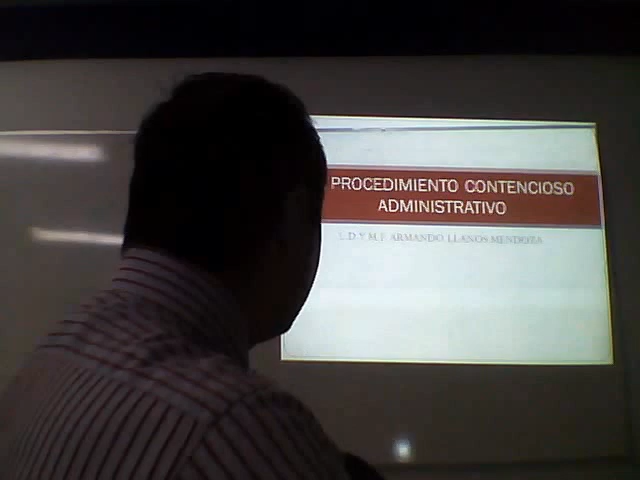 PROCEDIMIENTO CONTENCIOSO
ADMINISTRATIVO
L.D Y M.F. ARMANDO LLANOS MENDOZA